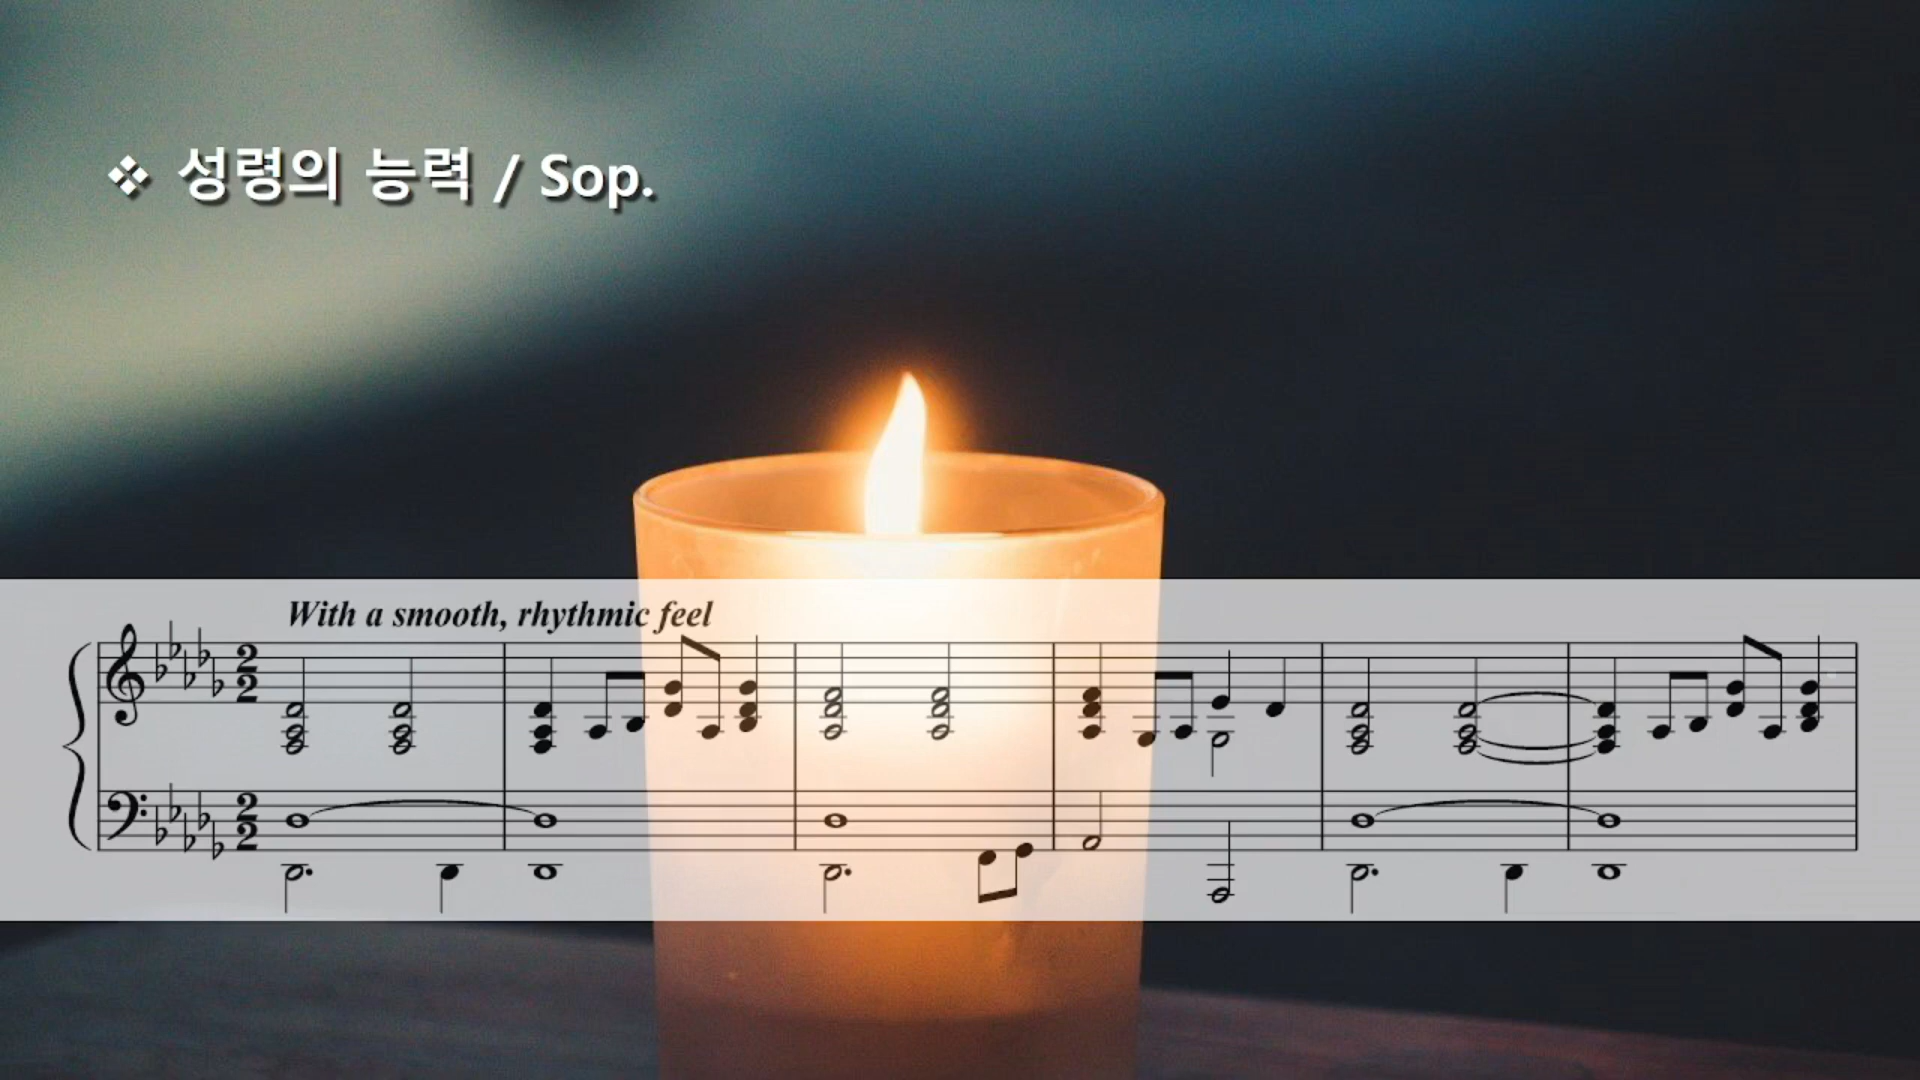 ❖ 성령의 능력 / Sop.
With a smooth, rhythmic feel